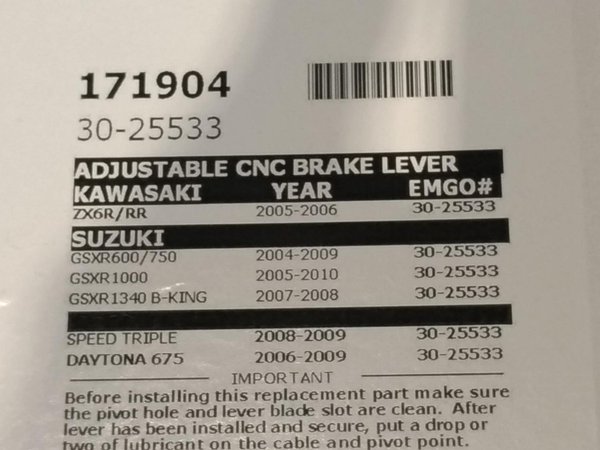 171904
30-25533
ADJUSTABLE CNC BRAKE LEVER
KAWASAKI YEAR EMGO#
ZX6R/RR 2005-2006 30-25533
SUZUKI
GSXR600/750 2004-2009 30-25533
GSXR1000 2005-2010 30-25533
GSXR1340 B-KING 2007-2008 30-25533
SPEED TRIPLE 2008-2009 30-25533
DAYTONA 675 2006-2009 30-25533
IMPORTANT
Before installing this replacement part make sure
the pivot hole and lever blade slot are clean. After
lever has been installed and secure, put a drop or
two of lubricant on the cable and pivot point.